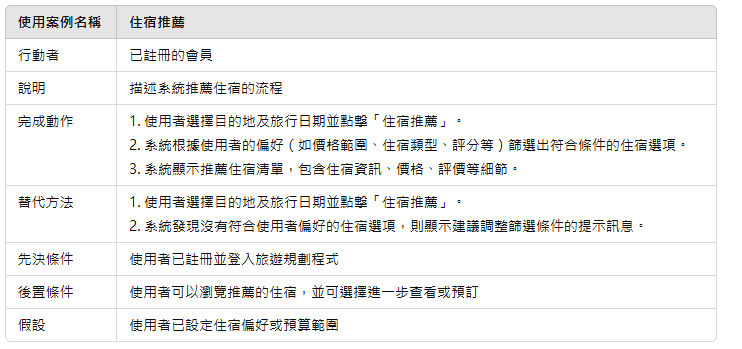 使用案例名稱 住宿推薦
行動者 已註冊的會員
說明 描述系統推薦住宿的流程
完成動作 1. 使用者選擇目的地及旅行日期並點擊「住宿推薦」。
2. 系統根據使用者的偏好（如價格範圍、住宿類型、評分等）篩選出符合條件的住宿選項。
3. 系統顯示推薦住宿清單，包含住宿資訊、價格、評價等細節。
替代方法 1. 使用者選擇目的地及旅行日期並點擊「住宿推薦」。
2. 系統發現沒有符合使用者偏好的住宿選項，則顯示建議調整篩選條件的提示訊息。
先決條件 使用者已註冊並登入旅遊規劃程式
後置條件 使用者可以瀏覽推薦的住宿，並可選擇進一步查看或預訂
假設 使用者已設定住宿偏好或預算範圍